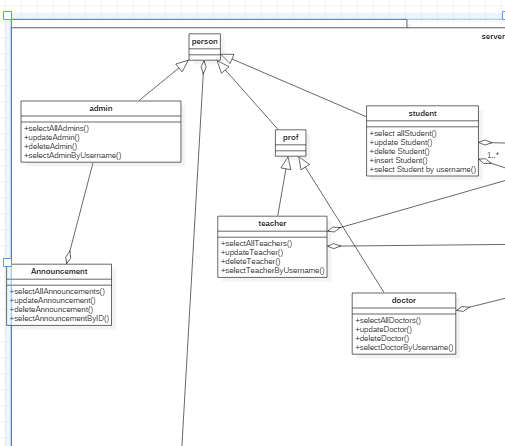 server
person
admin
+selectAllAdmins()
+updateAdmin()
+deleteAdmin()
+selectAdminByUsername()
student
+select allStudent()
+update Student()
+delete Student()
+insert Student()
+select Student by username()
1..*
prof
teacher
+selectAllTeachers()
+updateTeacher()
+deleteTeacher()
+selectTeacherByUsername()
Announcement
+selectAllAnnouncements()
+updateAnnouncement()
+deleteAnnouncement()
+selectAnnouncementByID()
doctor
+selectAllDoctors()
+updateDoctor()
+deleteDoctor()
+selectDoctorByUsername()